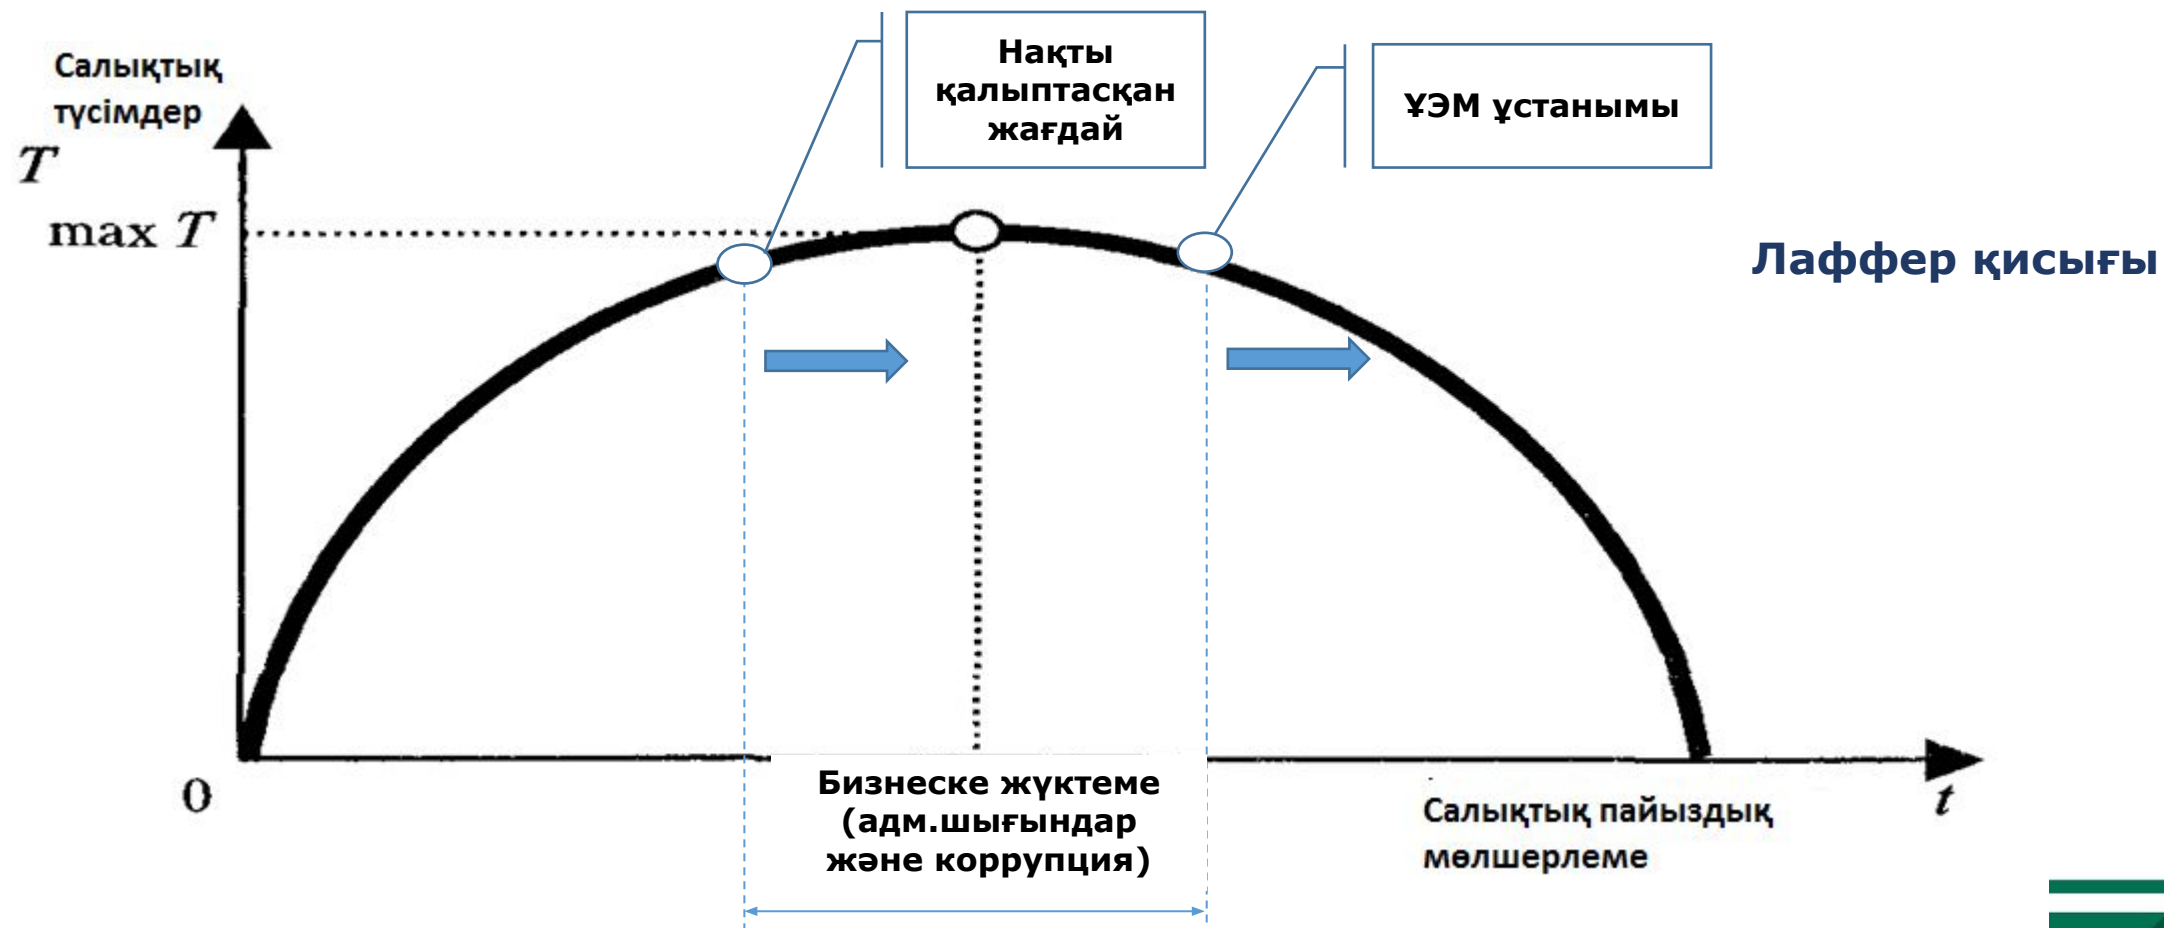 Салықтық
түсімдер
T
max T
Нақты
қалыптасқан
жағдай
ҰЭМ ұстанымы
Лаффер қисығы
0
Бизнеске жүктеме
(адм.шығындар
және коррупция)
t
Салықтық пайыздық
мөлшерлеме